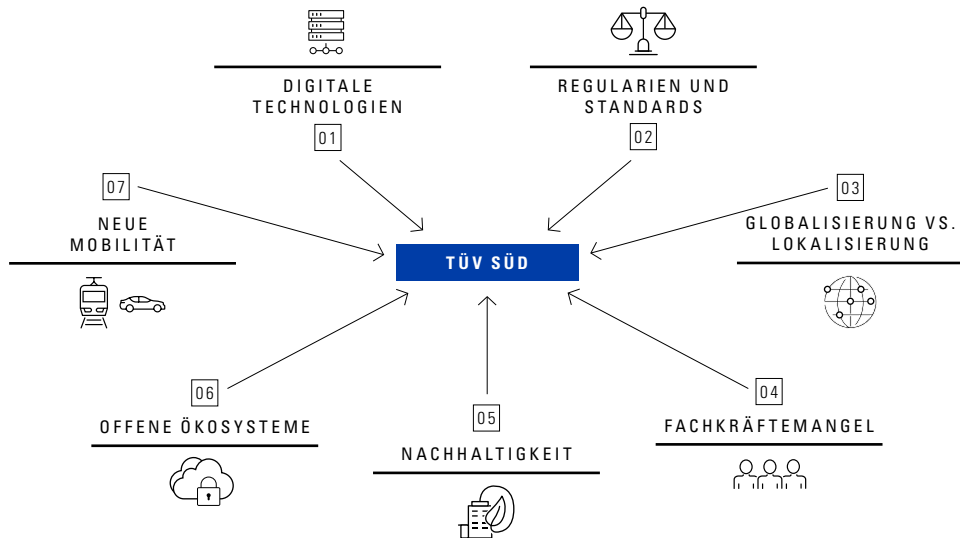 DIGITALE
TECHNOLOGIEN
01
REGULARIEN UND
STANDARDS
02
03
GLOBALISIERUNG VS.
LOKALISIERUNG
04
FACHKRÄFTEMANGEL
05
NACHHALTIGKEIT
06
OFFENE ÖKOSYSTEME
07
NEUE
MOBILITÄT
TÜV SÜD